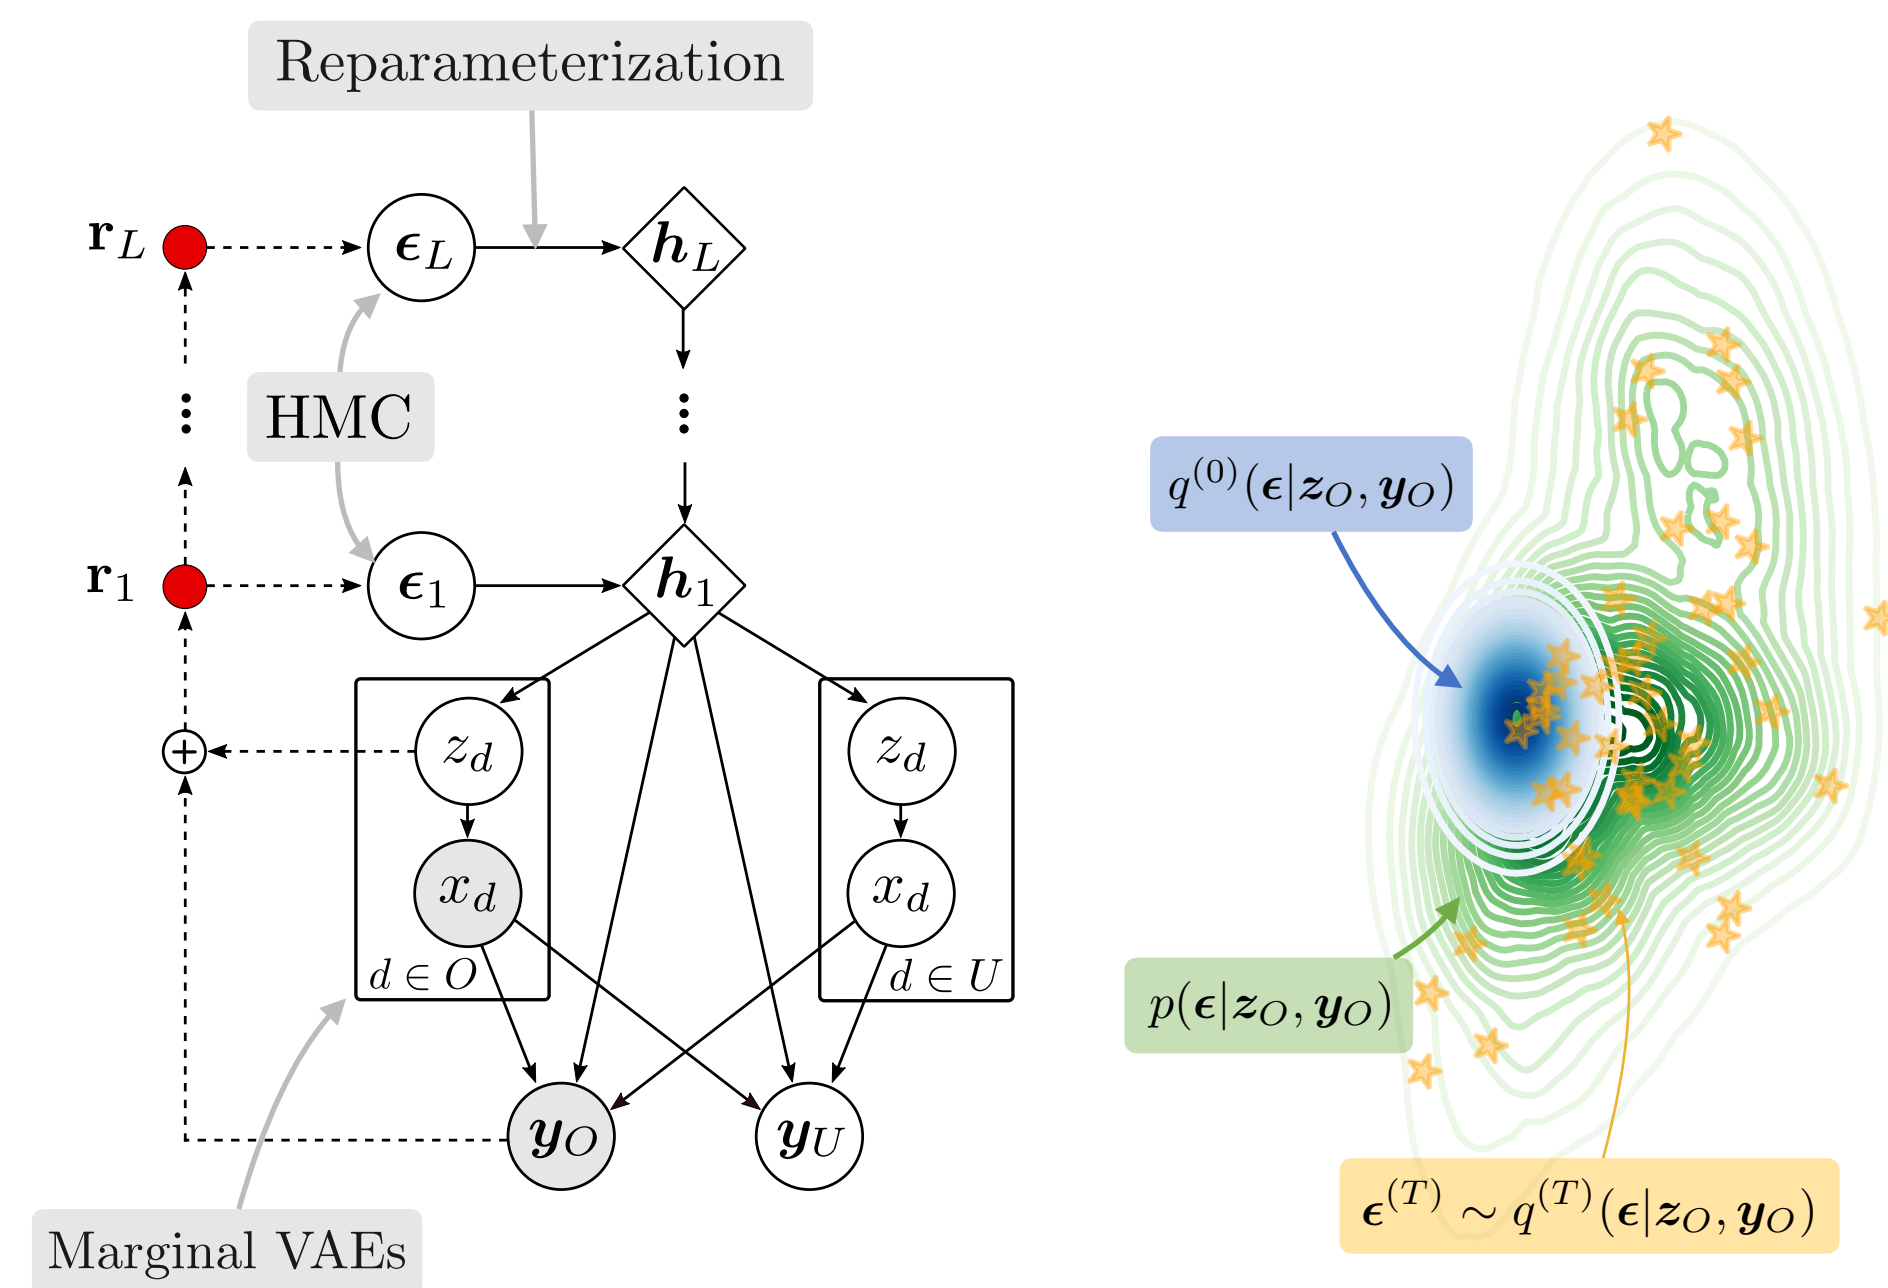 Reparameterization
r_L
ϵ_L
h_L
HMC
r_1
ϵ_1
h_1
z_d
z_d
x_d
x_d
d ∈ O
d ∈ U
y_O
y_U
Marginal VAEs
q^(0)(ϵ|z_O, y_O)
p(ϵ|z_O, y_O)
ϵ^(T) ∼ q^(T)(ϵ|z_O, y_O)